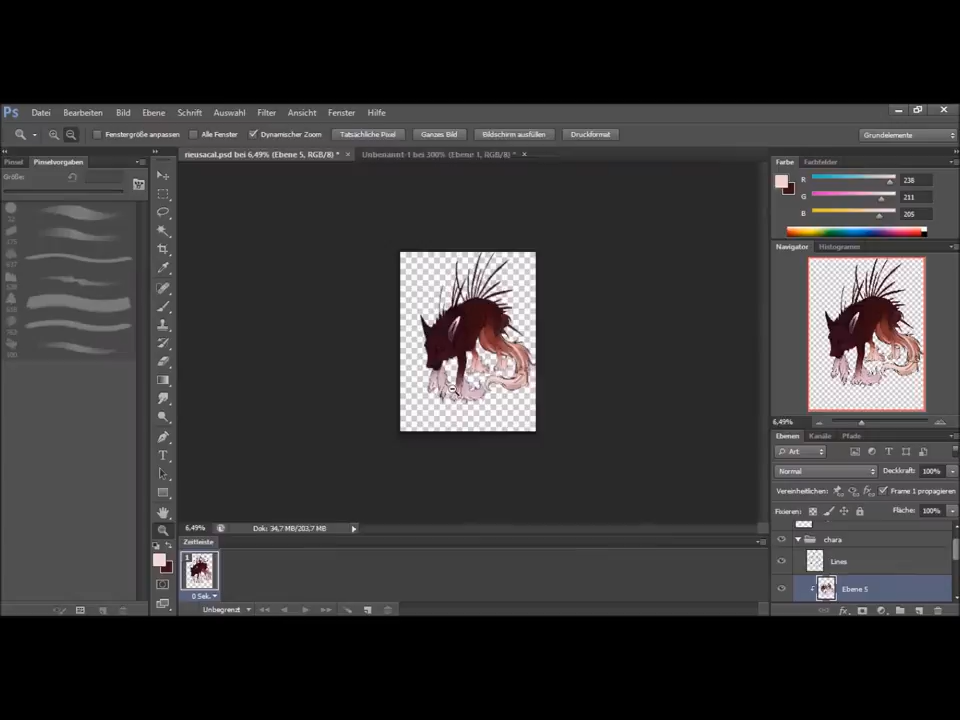 Ps Datei Bearbeiten Bild Ebene Schrift Auswahl Filter Ansicht Fenster Hilfe
Fenstergröße anpassen Alle Fenster Dynamischer Zoom Tatsächliche Pixel Ganzes Bild Bildschirm ausfüllen Druckformat Grundelemente
rieusacal.psd bei 6,49% (Ebene 5, RGB/8) * × Unbenannt-1 bei 300% (Ebene 1, RGB/8) * ×
Pinsel Pinselvorgaben
Größe:
Farbe Farbfelder
R 238
G 211
B 205
Navigator Histogramm
6,49%
Ebenen Kanäle Pfade
Art
Normal Deckkraft: 100%
Vereinheitlichen: Frame 1 propagieren
Fixieren: Fläche: 100%
chara
Lines
Ebene 5
6,49% Dok: 34,7 MB/203,7 MB
Zeitleiste
1
0 Sek.
Unbegrenzt